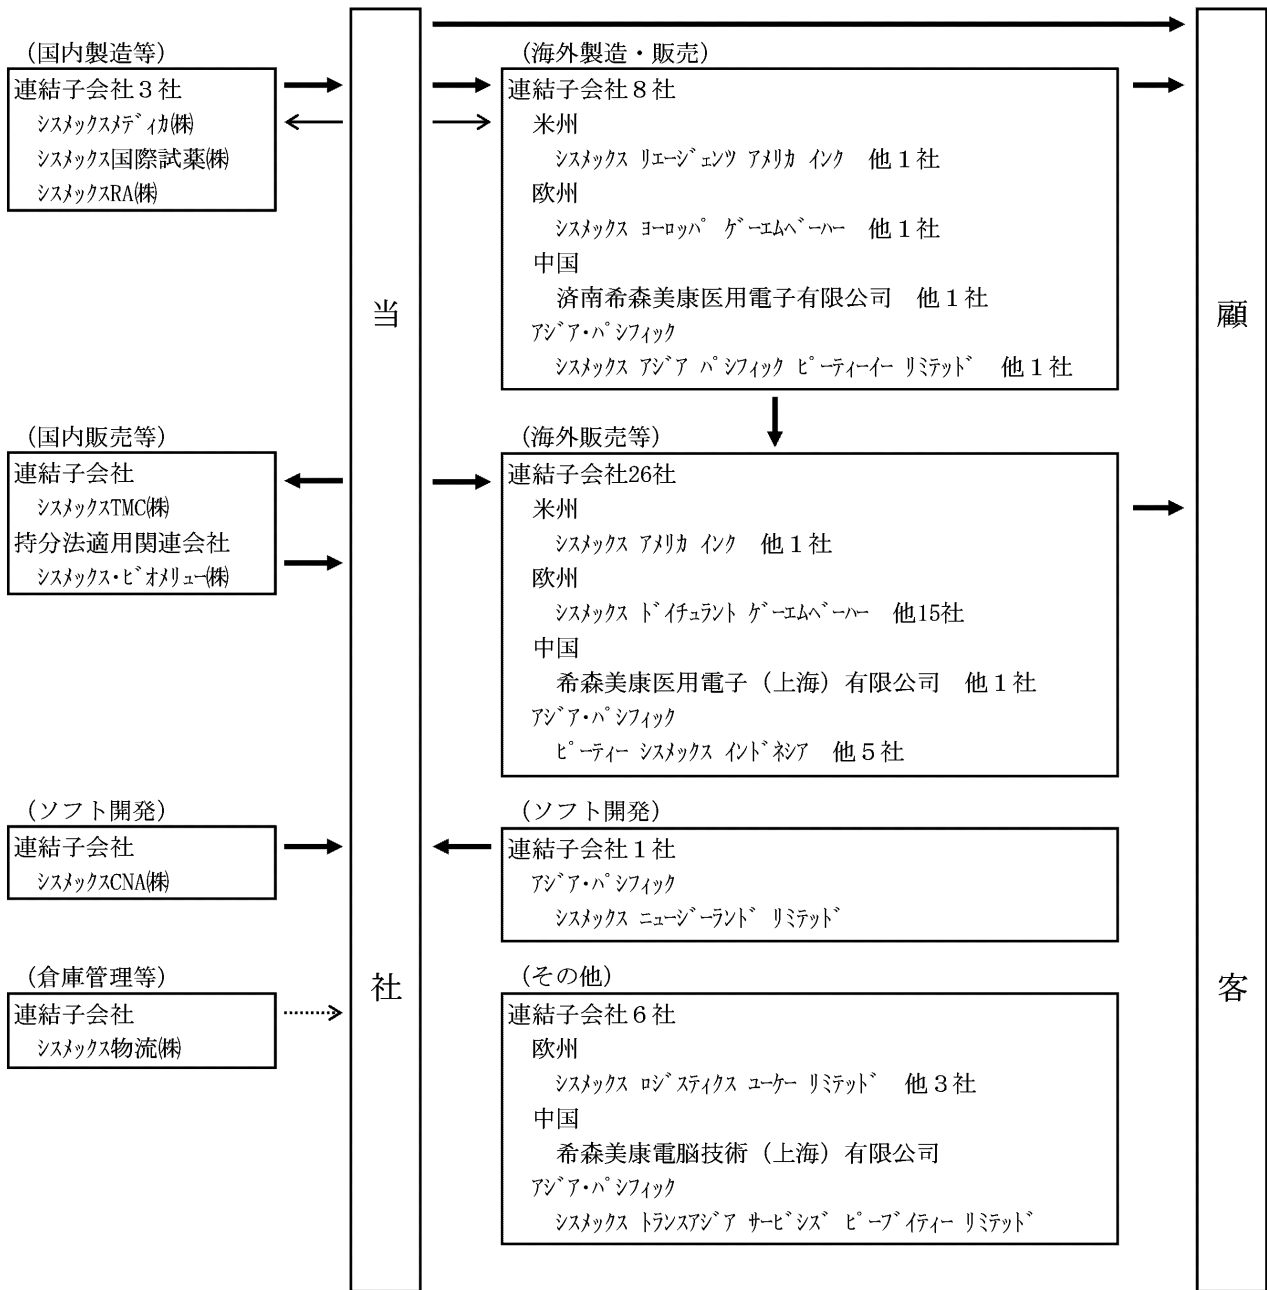 （国内製造等）
連結子会社３社
ｼｽﾒｯｸｽﾒﾃﾞｨｶ㈱
ｼｽﾒｯｸｽ国際試薬㈱
ｼｽﾒｯｸｽRA㈱
（国内販売等）
連結子会社
ｼｽﾒｯｸｽTMC㈱
持分法適用関連会社
ｼｽﾒｯｸｽ･ﾋﾞｵﾒﾘｭｰ㈱
（ソフト開発）
連結子会社
ｼｽﾒｯｸｽCNA㈱
（倉庫管理等）
連結子会社
ｼｽﾒｯｸｽ物流㈱
当
社
（海外製造・販売）
連結子会社８社
米州
ｼｽﾒｯｸｽ ﾘｴｰｼﾞｪﾝﾂ ｱﾒﾘｶ ｲﾝｸ　他１社
欧州
ｼｽﾒｯｸｽ ﾖｰﾛｯﾊﾟ ｹﾞｰｴﾑﾍﾞｰﾊｰ　他１社
中国
済南希森美康医用電子有限公司　他１社
ｱｼﾞｱ･ﾊﾟｼﾌｨｯｸ
ｼｽﾒｯｸｽ ｱｼﾞｱ ﾊﾟｼﾌｨｯｸ ﾋﾟｰﾃｨｰｲｰ ﾘﾐﾃｯﾄﾞ　他１社
（海外販売等）
連結子会社26社
米州
ｼｽﾒｯｸｽ ｱﾒﾘｶ ｲﾝｸ　他１社
欧州
ｼｽﾒｯｸｽ ﾄﾞｲﾁｭﾗﾝﾄ ｹﾞｰｴﾑﾍﾞｰﾊｰ　他15社
中国
希森美康医用電子（上海）有限公司　他１社
ｱｼﾞｱ･ﾊﾟｼﾌｨｯｸ
ﾋﾟｰﾃｨｰ ｼｽﾒｯｸｽ ｲﾝﾄﾞﾈｼｱ　他５社
（ソフト開発）
連結子会社１社
ｱｼﾞｱ･ﾊﾟｼﾌｨｯｸ
ｼｽﾒｯｸｽ ﾆｭｰｼﾞｰﾗﾝﾄﾞ ﾘﾐﾃｯﾄﾞ
（その他）
連結子会社６社
欧州
ｼｽﾒｯｸｽ ﾛｼﾞｽﾃｨｸｽ ﾕｰｹｰ ﾘﾐﾃｯﾄﾞ　他３社
中国
希森美康電脳技術（上海）有限公司
ｱｼﾞｱ･ﾊﾟｼﾌｨｯｸ
ｼｽﾒｯｸｽ ﾄﾗﾝｽｱｼﾞｱ ｻｰﾋﾞｼｽﾞ ﾋﾟｰﾌﾞｲﾃｨｰ ﾘﾐﾃｯﾄﾞ
顧
客